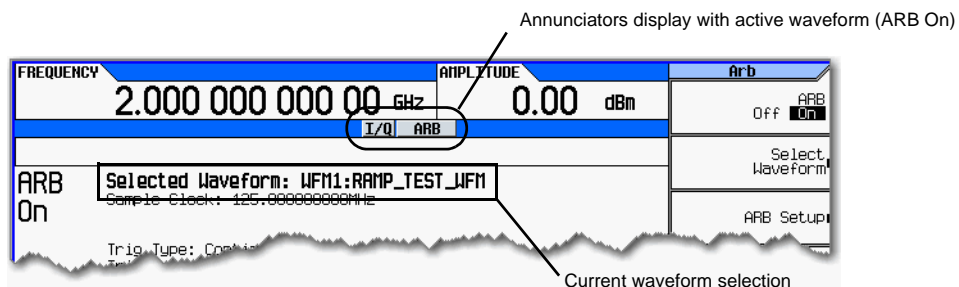 Annunciators display with active waveform (ARB On)
FREQUENCY
AMPLITUDE
Arb
2.000 000 000 00 GHz
0.00 dBm
ARB
Off On
I/Q ARB
Select
Waveform
ARB
On
Selected Waveform: WFM1:RAMP_TEST_WFM
Sample Clock: 125.000000000MHz
ARB Setup
Trig Type:
Current waveform selection